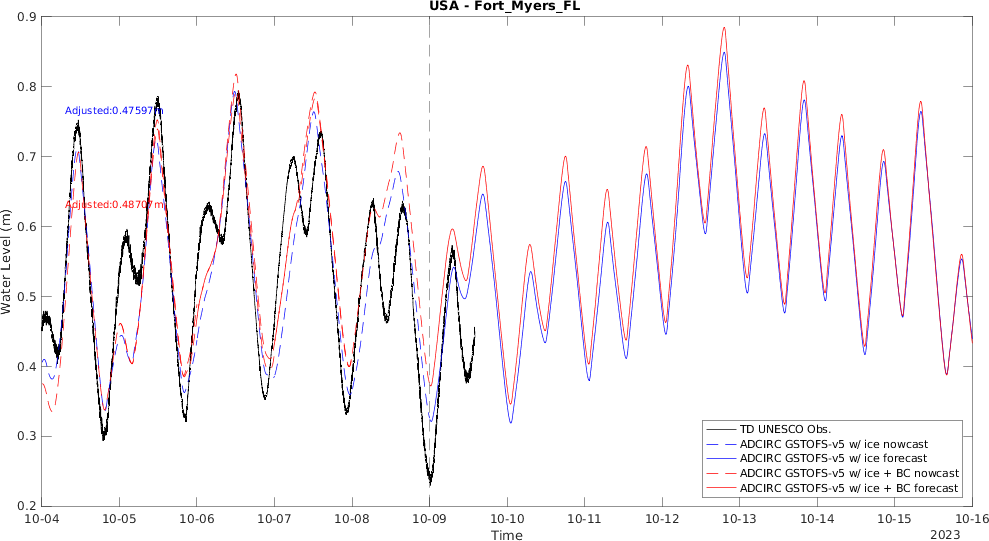 USA - Fort_Myers_FL
0.9
0.8
0.7
0.6
0.5
0.4
0.3
0.2
Water Level (m)
Adjusted:0.47597m
Adjusted:0.48707m
TD UNESCO Obs.
ADCIRC GSTOFS-v5 w/ ice nowcast
ADCIRC GSTOFS-v5 w/ ice forecast
ADCIRC GSTOFS-v5 w/ ice + BC nowcast
ADCIRC GSTOFS-v5 w/ ice + BC forecast
10-04 10-05 10-06 10-07 10-08 10-09 10-10 10-11 10-12 10-13 10-14 10-15 10-16
Time
2023